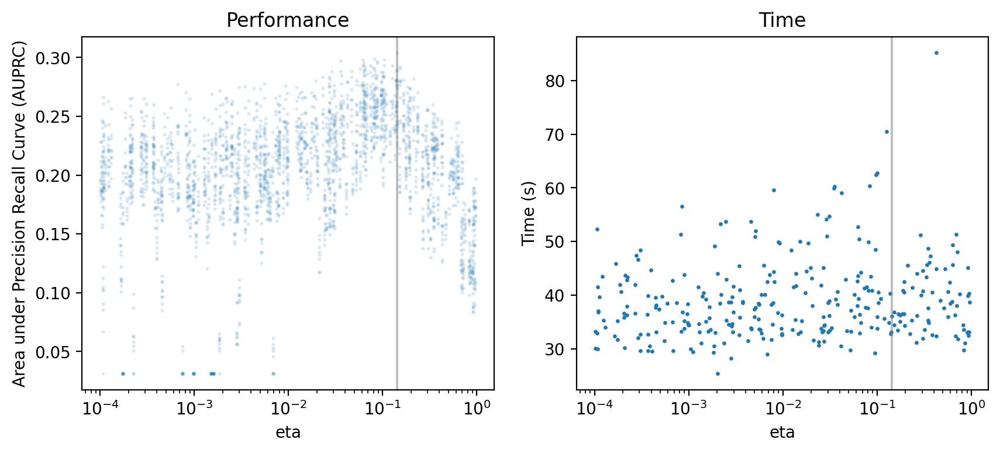 Performance
Area under Precision Recall Curve (AUPRC)
0.30
0.25
0.20
0.15
0.10
0.05
10⁻⁴ 10⁻³ 10⁻² 10⁻¹ 10⁰
eta
Time
Time (s)
80
70
60
50
40
30
10⁻⁴ 10⁻³ 10⁻² 10⁻¹ 10⁰
eta